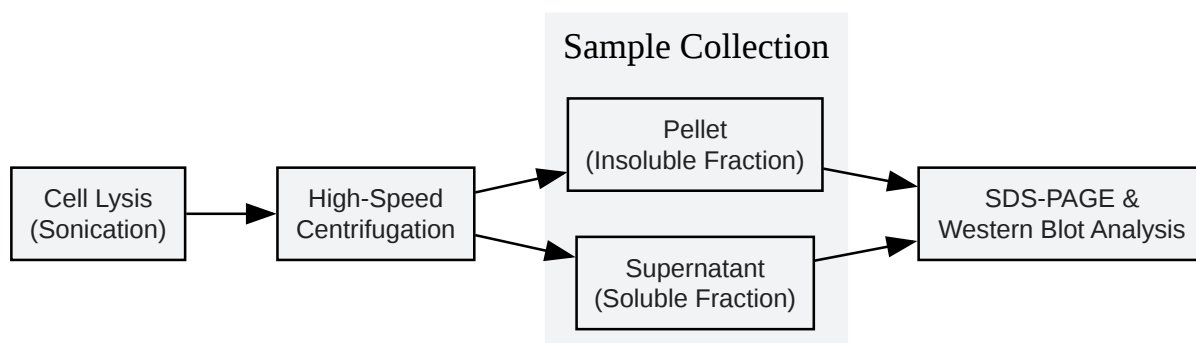 Sample Collection
Cell Lysis
(Sonication)
High-Speed
Centrifugation
Pellet
(Insoluble Fraction)
Supernatant
(Soluble Fraction)
SDS-PAGE &
Western Blot Analysis